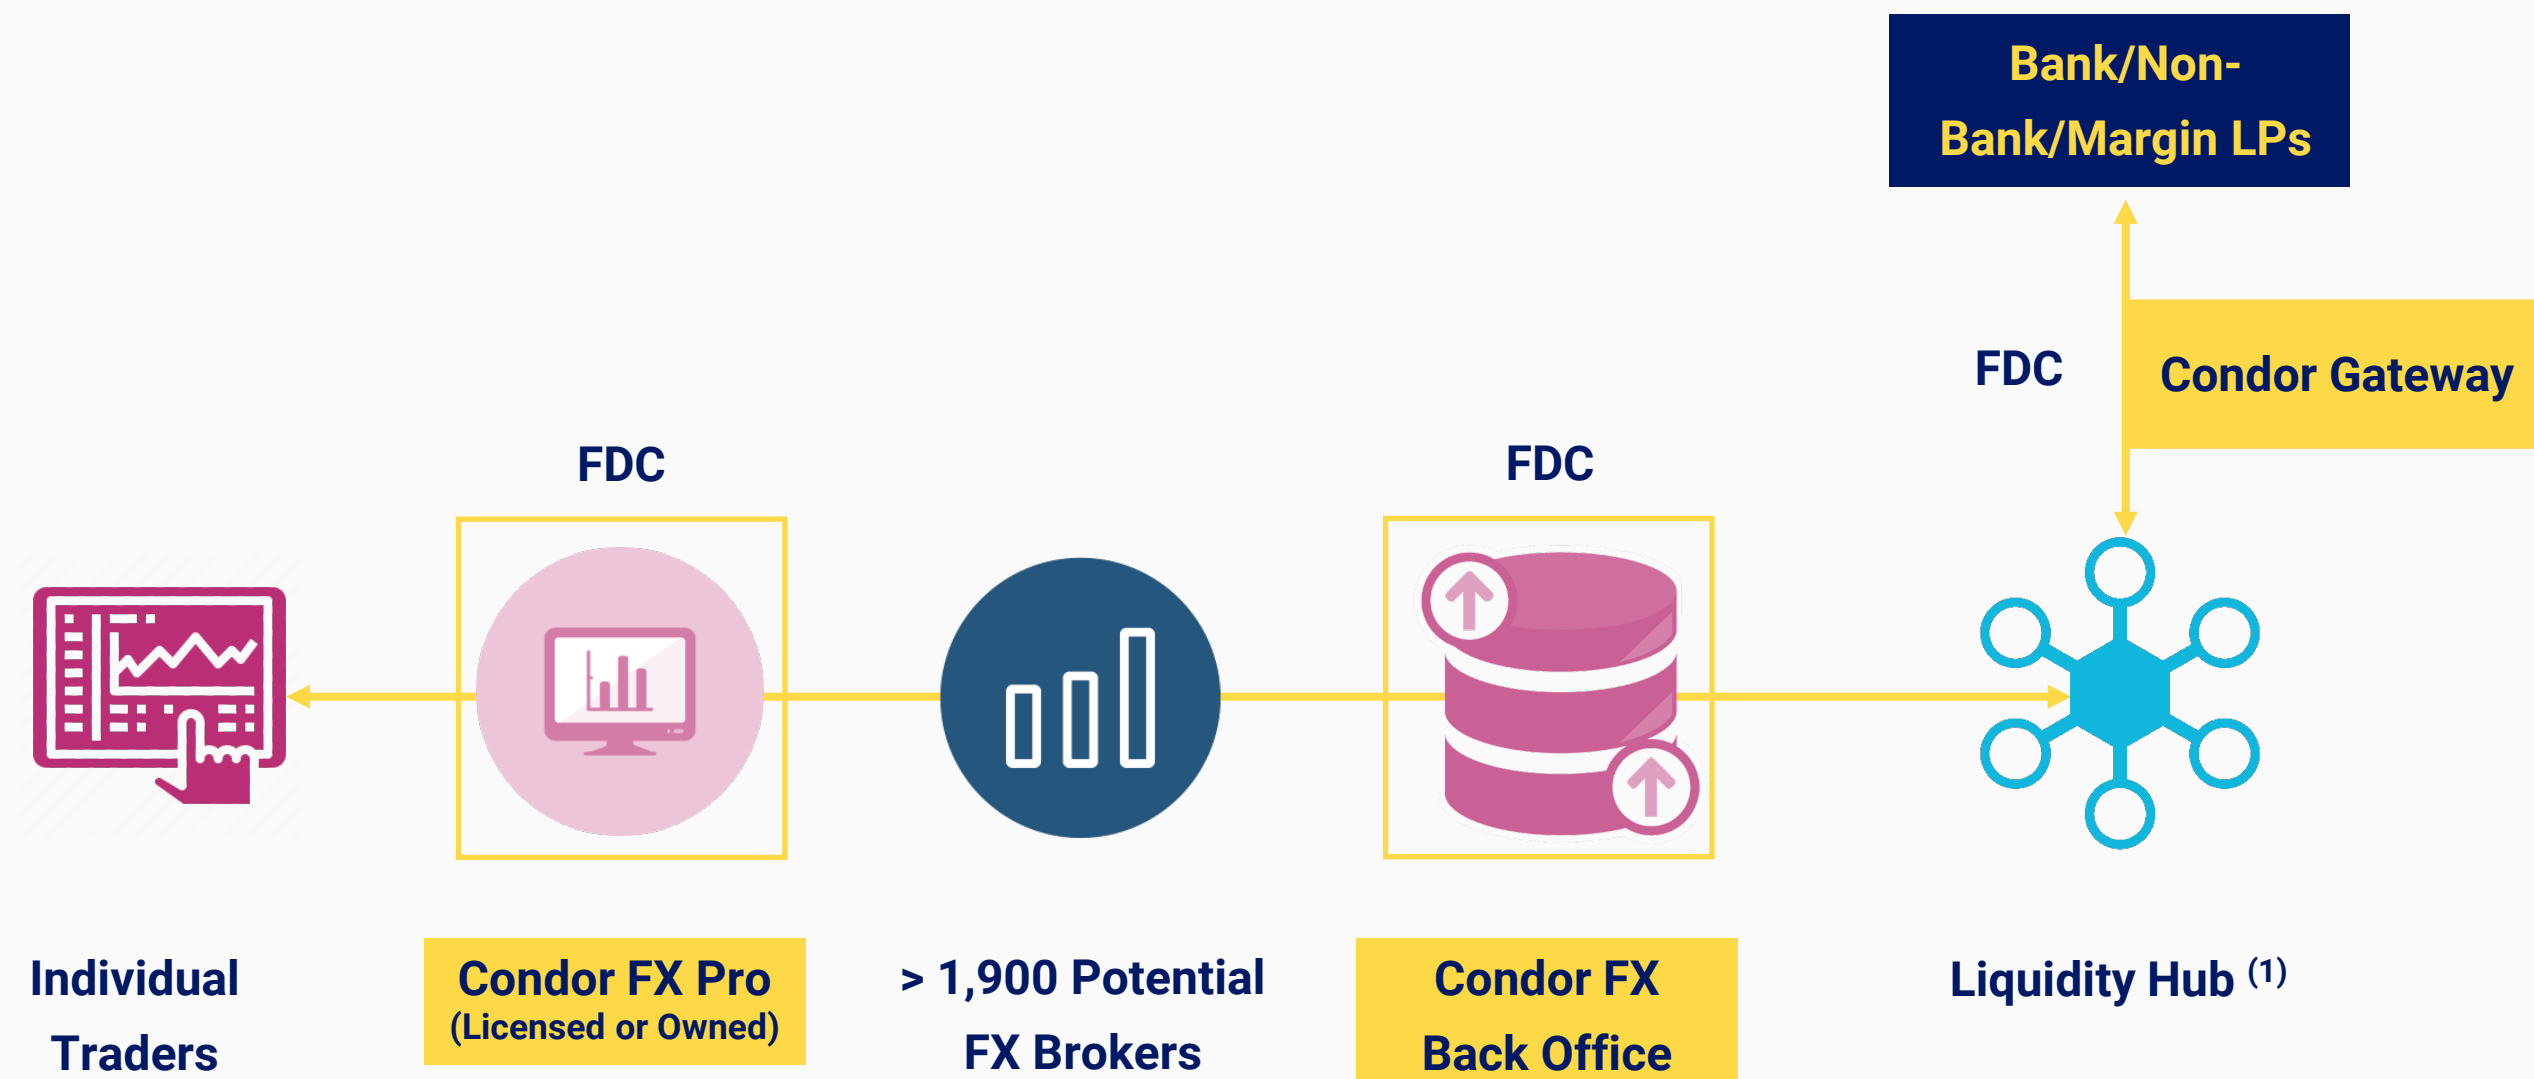 Bank/Non-
Bank/Margin LPs
FDC
Condor Gateway
FDC
FDC
Individual
Traders
Condor FX Pro
(Licensed or Owned)
> 1,900 Potential
FX Brokers
Condor FX
Back Office
Liquidity Hub (1)